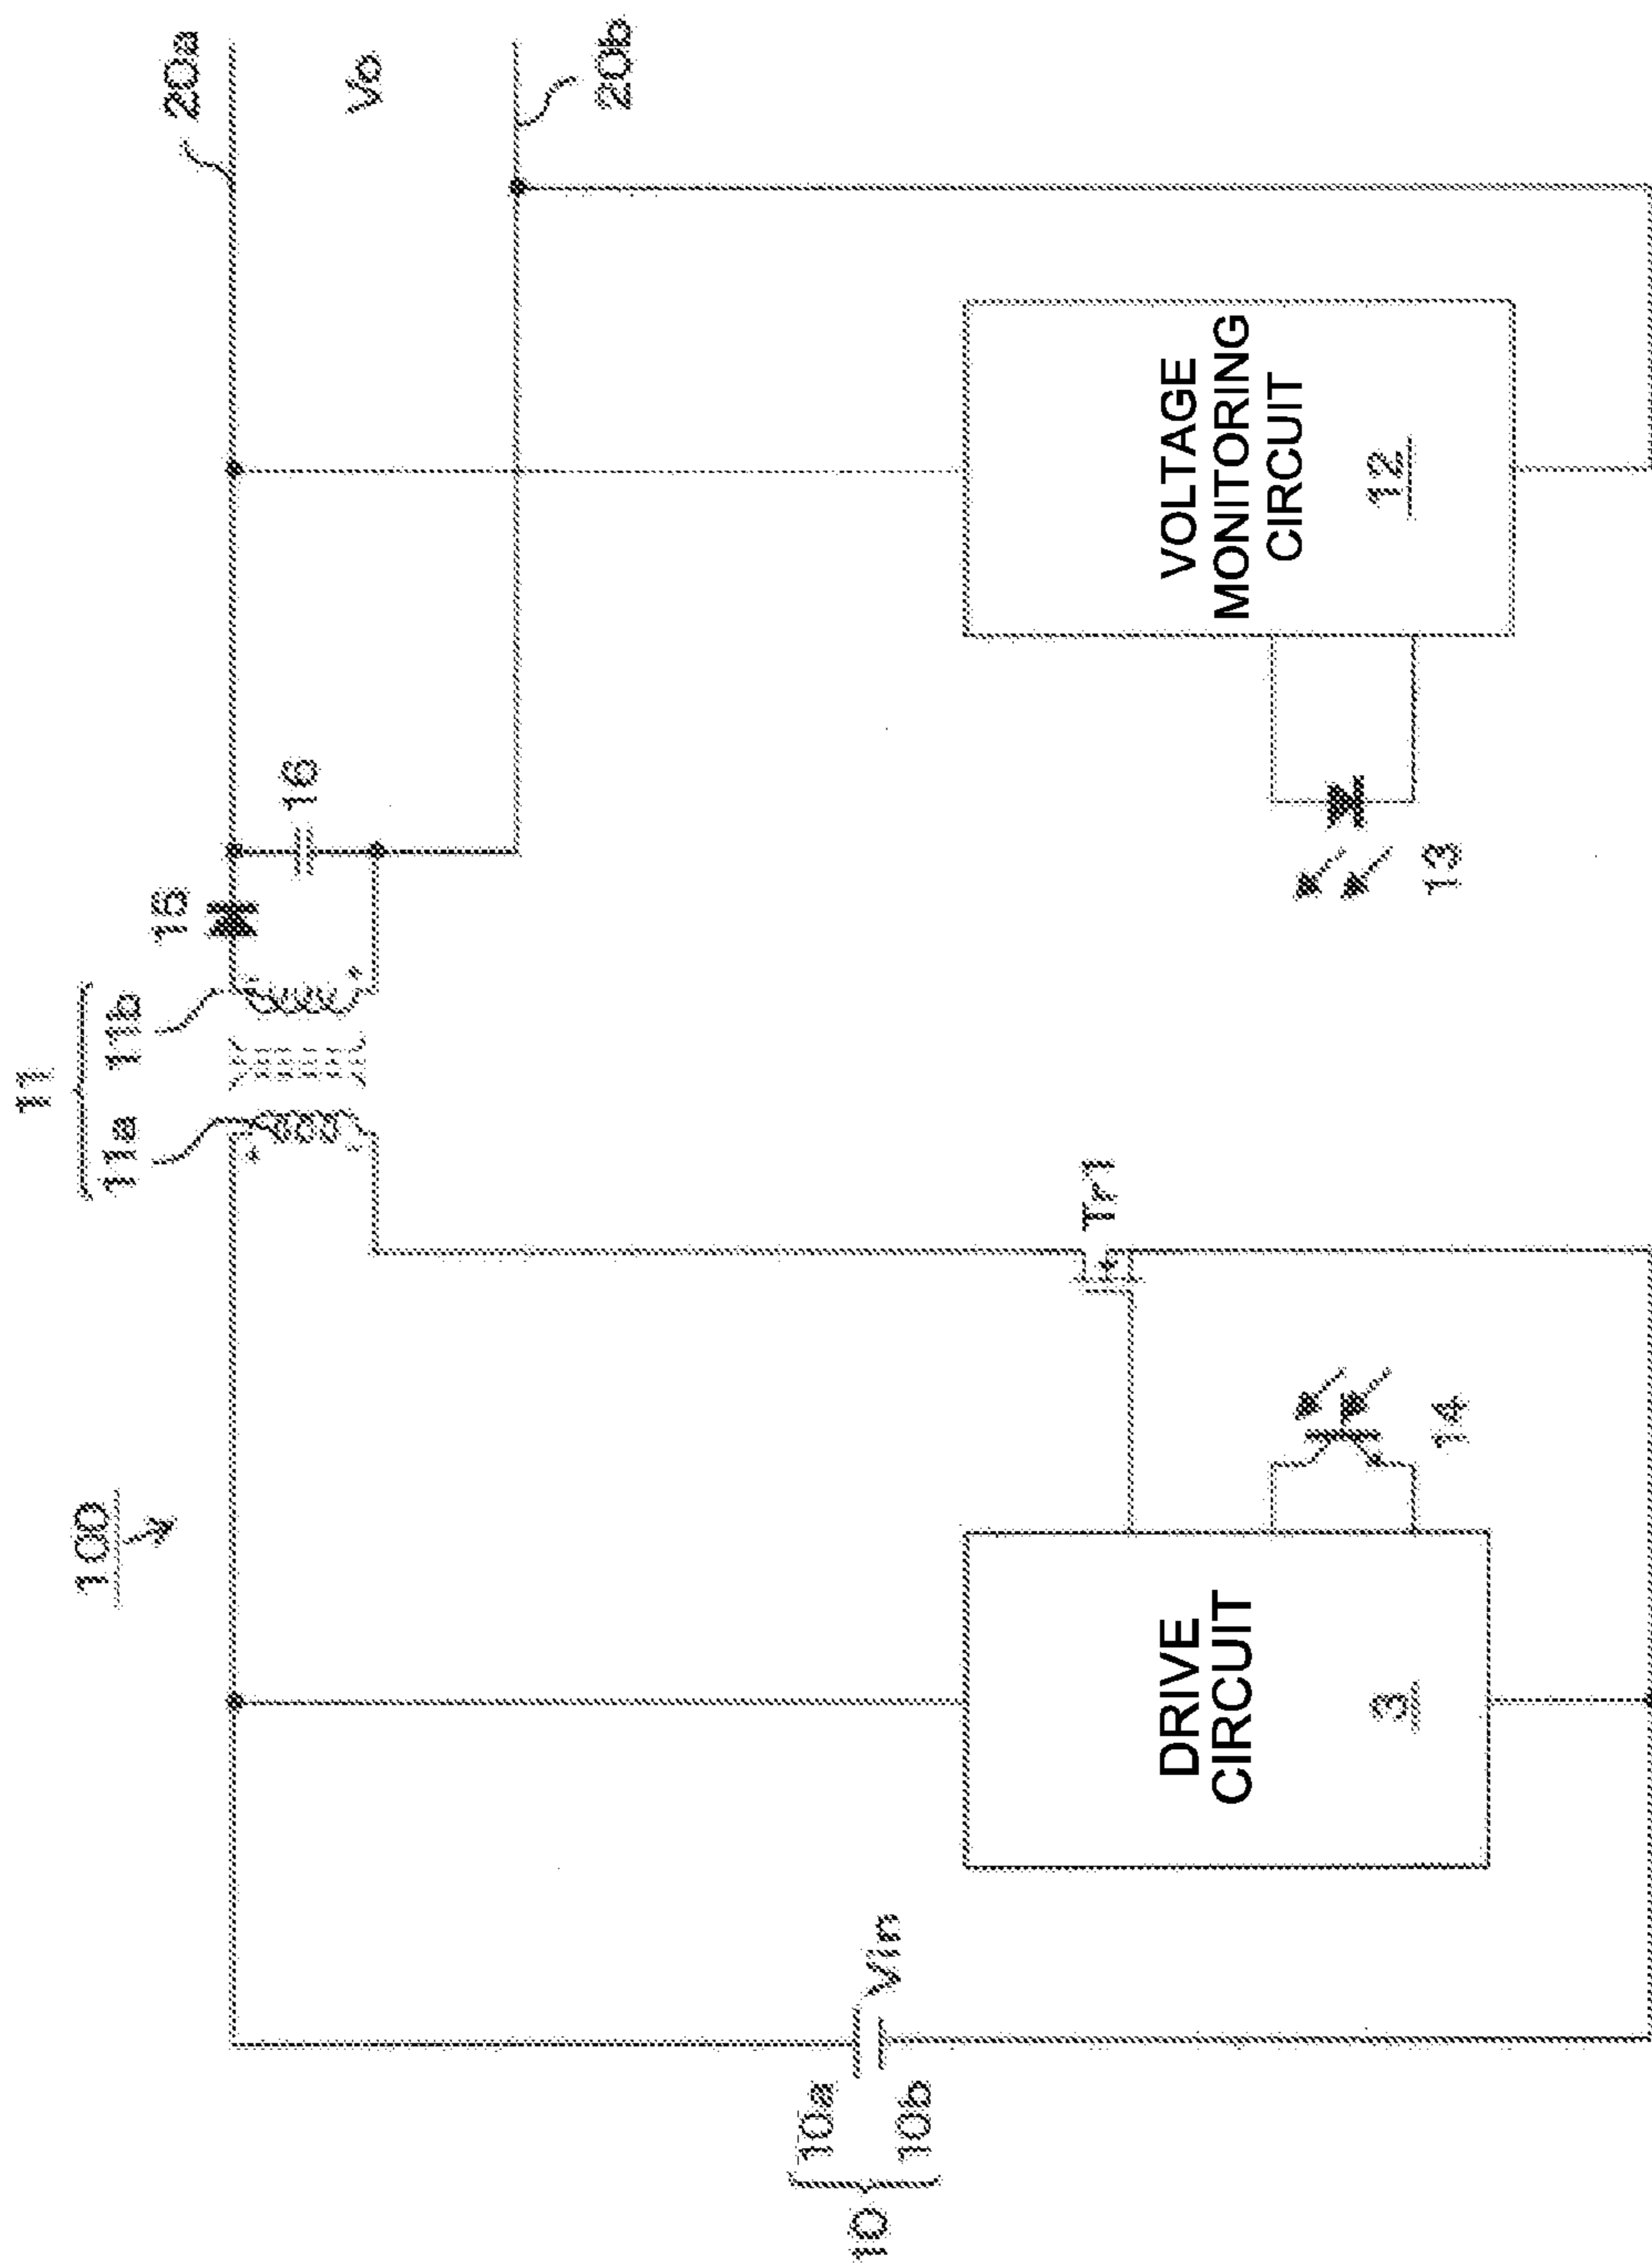 100
11
11a
11b
15
16
20a
Vo
20b
10
10a
10b
Vin
Tr1
DRIVE
CIRCUIT
3
14
13
VOLTAGE
MONITORING
CIRCUIT
12